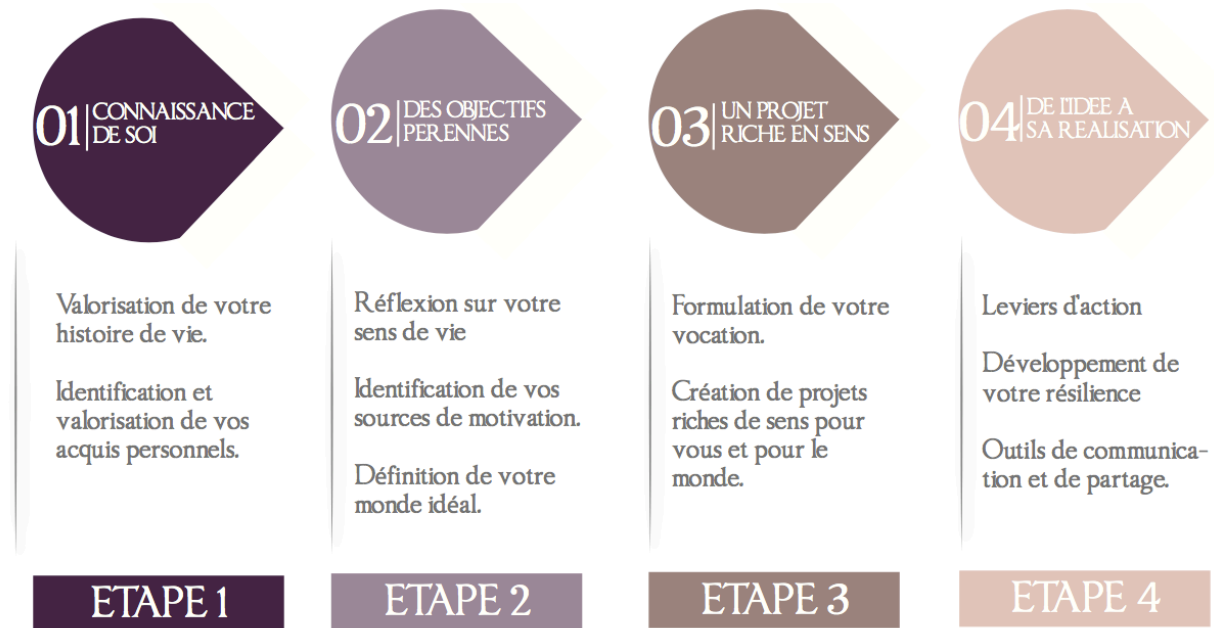 01 CONNAISSANCE
DE SOI
Valorisation de votre
histoire de vie.
Identification et
valorisation de vos
acquis personnels.
ETAPE 1
02 DES OBJECTIFS
PERENNES
Réflexion sur votre
sens de vie
Identification de vos
sources de motivation.
Définition de votre
monde idéal.
ETAPE 2
03 UN PROJET
RICHE EN SENS
Formulation de votre
vocation.
Création de projets
riches de sens pour
vous et pour le
monde.
ETAPE 3
04 DE L'IDEE A
SA REALISATION
Leviers d'action
Développement de
votre résilience
Outils de communica-
tion et de partage.
ETAPE 4